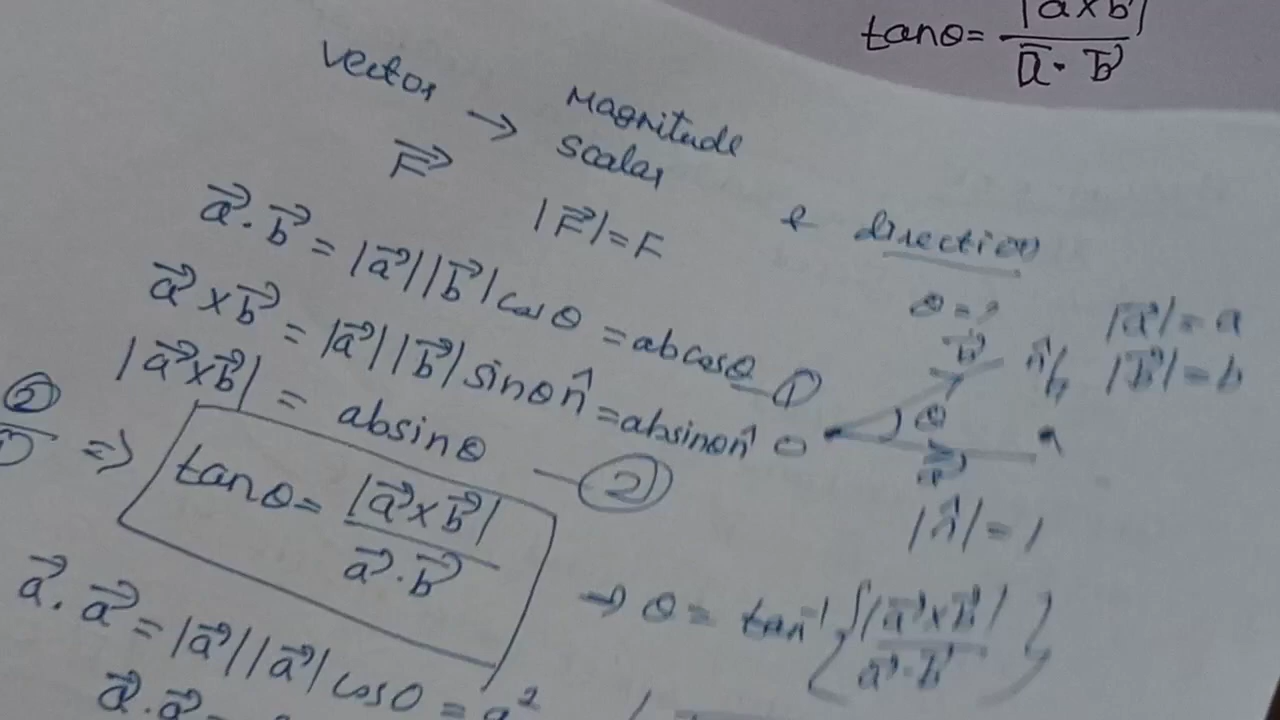 tanθ = |a⃗ x b⃗| / a⃗ · b⃗
vector → Magnitude & direction
scalar
F⃗ |F⃗| = F
a⃗ · b⃗ = |a⃗| |b⃗| cosθ = abcosθ — ①
a⃗ x b⃗ = |a⃗| |b⃗| sinθ n̂ = absinθ n̂
|a⃗ x b⃗| = absinθ — ②
θ = ?
|a⃗| = a
|b⃗| = b
b⃗
θ
|n̂| = 1
②/① ⇒ tanθ = |a⃗ x b⃗| / a⃗ · b⃗
→ θ = tan⁻¹ { |a⃗ x b⃗| / a⃗ · b⃗ }
a⃗ · a⃗ = |a⃗| |a⃗| cos0 = a²
a⃗ · a⃗ =